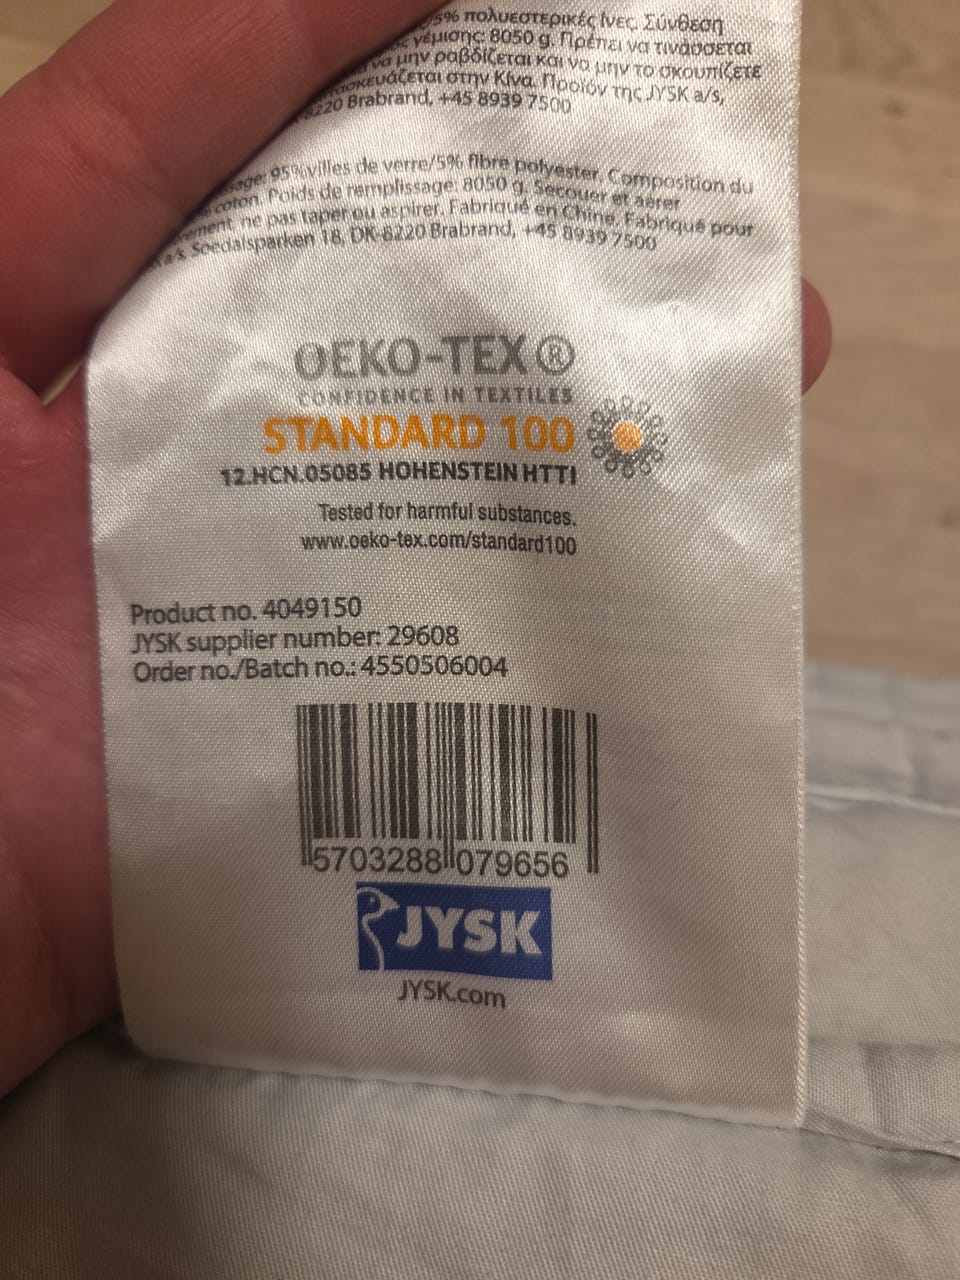 /5% πολυεστερικές ίνες. Σύνθεση
γέμισης: 8050 g. Πρέπει να τινάσσεται
να μην ραβδίζεται και να μην το σκουπίζετε
στην Κίνα. Προϊόν της JYSK a/s,
8220 Brabrand, +45 8939 7500
95%villes de verre/5% fibre polyester. Composition du
coton. Poids de remplissage: 8050 g. Secouer et aérer
ne pas taper ou aspirer. Fabriqué en Chine. Fabriqué pour
a/s, Soedalsparken 18, DK-8220 Brabrand, +45 8939 7500
OEKO-TEX®
CONFIDENCE IN TEXTILES
STANDARD 100
12.HCN.05085 HOHENSTEIN HTTI
Tested for harmful substances.
www.oeko-tex.com/standard100
Product no. 4049150
JYSK supplier number: 29608
Order no./Batch no.: 4550506004
5703288 079656
JYSK
JYSK.com